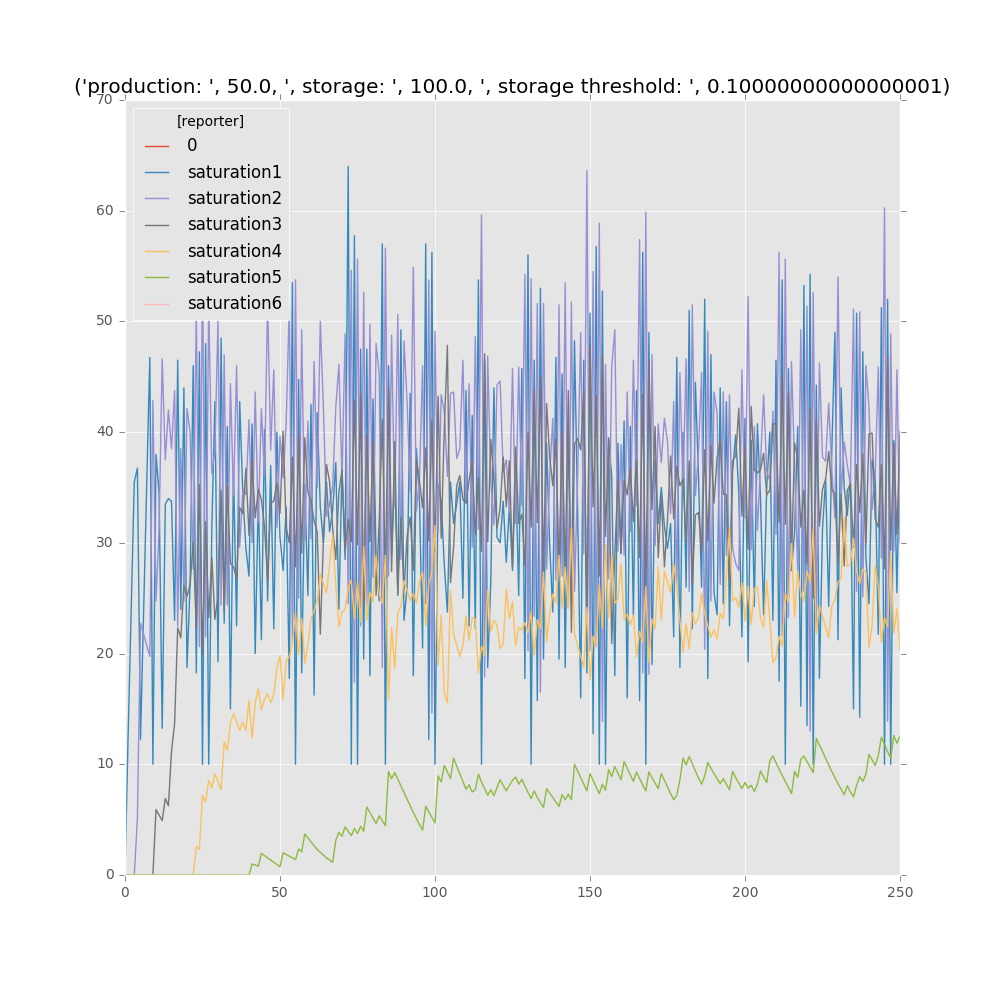 ('production: ', 50.0, ', storage: ', 100.0, ', storage threshold: ', 0.10000000000000001)
70
60
50
40
30
20
10
0
[reporter]
0
saturation1
saturation2
saturation3
saturation4
saturation5
saturation6
0 50 100 150 200 250